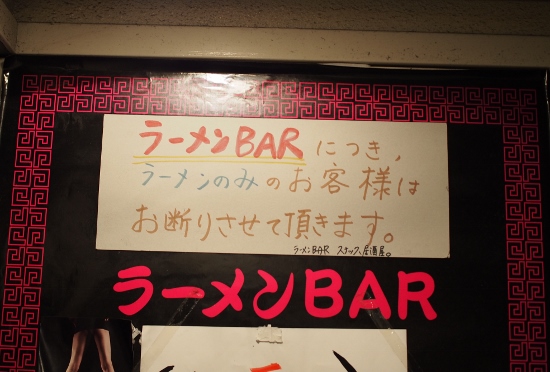 ラーメンBARにつき,
ラーメンのみのお客様は
お断りさせて頂きます。
ラーメンBAR スナック、居酒屋。
ラーメンBAR